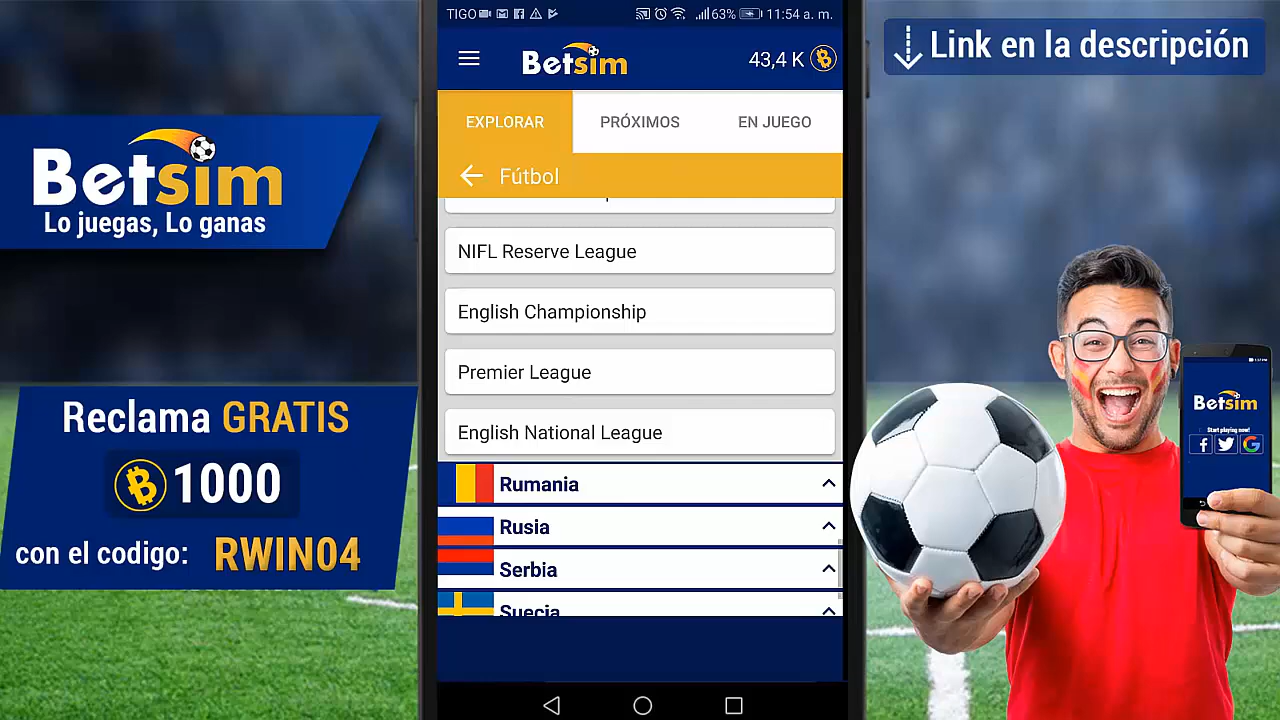 Betsim
Lo juegas, Lo ganas
Reclama GRATIS
1000
con el codigo: RWIN04
TIGO
63% 11:54 a. m.
Betsim
43,4 K
EXPLORAR
PRÓXIMOS
EN JUEGO
Fútbol
NIFL Reserve League
English Championship
Premier League
English National League
Rumania
Rusia
Serbia
Suecia
Link en la descripción
Betsim
Start playing now!